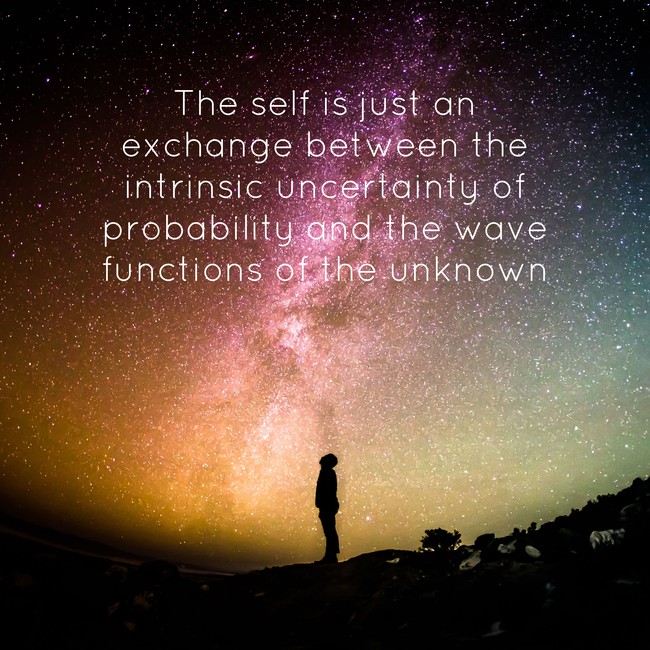 The self is just an
exchange between the
intrinsic uncertainty of
probability and the wave
functions of the unknown